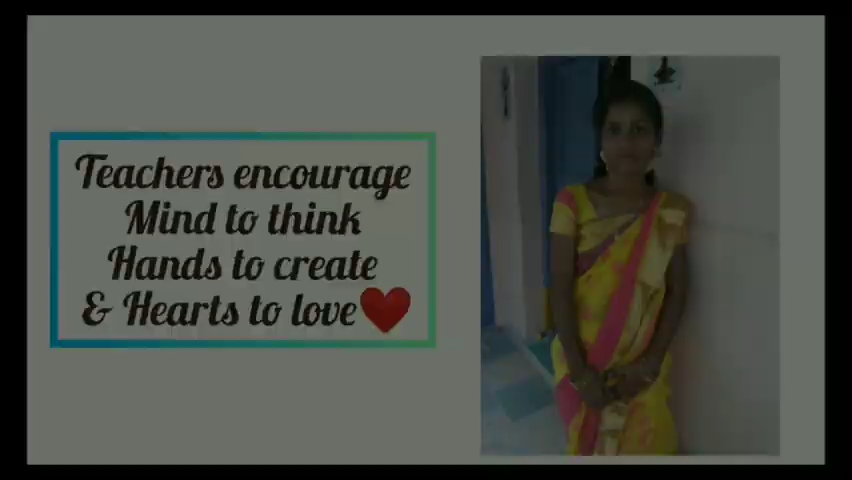 Teachers encourage
Mind to think
Hands to create
& Hearts to love❤️